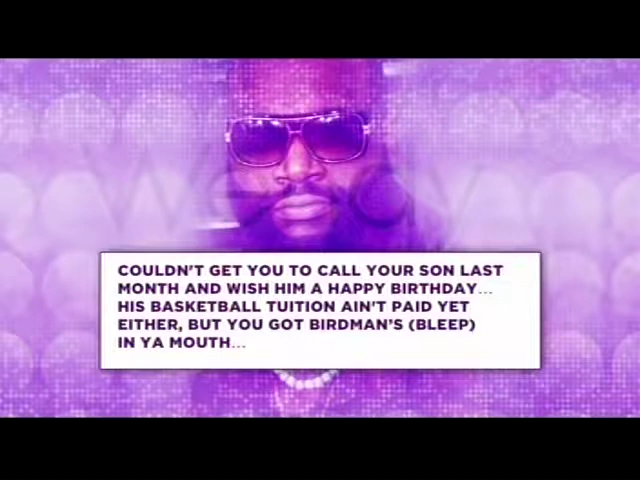 wendy
COULDN'T GET YOU TO CALL YOUR SON LAST
MONTH AND WISH HIM A HAPPY BIRTHDAY...
HIS BASKETBALL TUITION AIN'T PAID YET
EITHER, BUT YOU GOT BIRDMAN'S (BLEEP)
IN YA MOUTH...